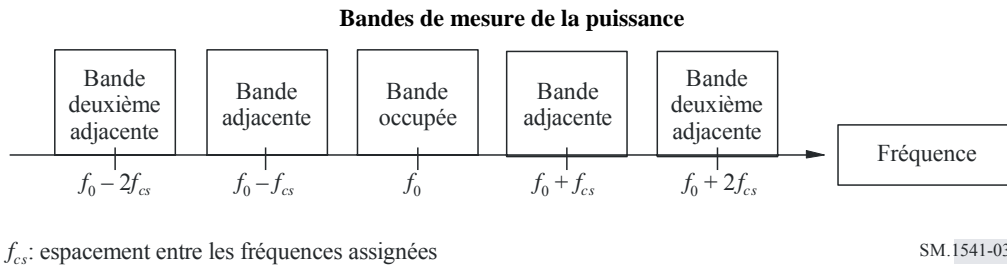 Bandes de mesure de la puissance
Bande
deuxième
adjacente
Bande
adjacente
Bande
occupée
Bande
adjacente
Bande
deuxième
adjacente
Fréquence
f0 – 2fcs
f0 – fcs
f0
f0 + fcs
f0 + 2fcs
fcs: espacement entre les fréquences assignées
SM.1541-03